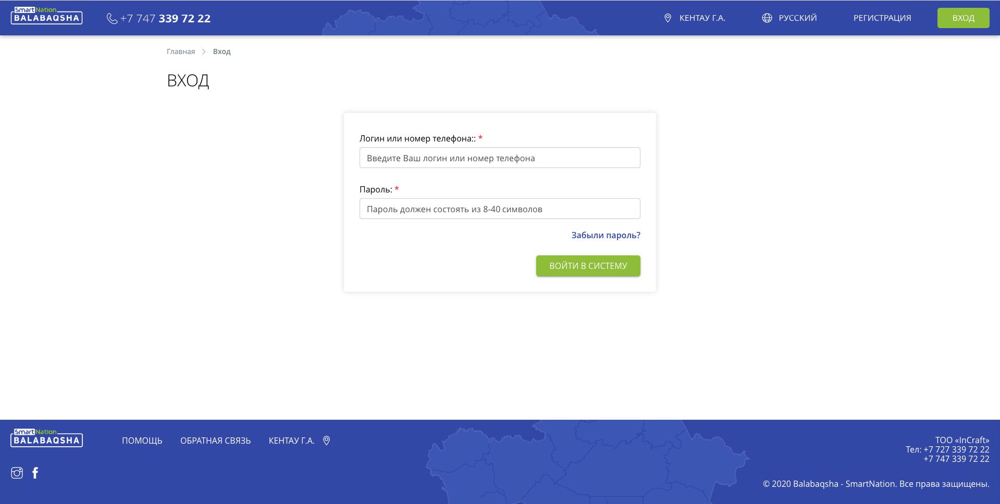 SmartNation
BALABAQSHA
+7 747 339 72 22
КЕНТАУ Г.А.
РУССКИЙ
РЕГИСТРАЦИЯ
ВХОД
Главная > Вход
ВХОД
Логин или номер телефона:: *
Введите Ваш логин или номер телефона
Пароль: *
Пароль должен состоять из 8-40 символов
Забыли пароль?
ВОЙТИ В СИСТЕМУ
SmartNation
BALABAQSHA
ПОМОЩЬ
ОБРАТНАЯ СВЯЗЬ
КЕНТАУ Г.А.
ТОО «InCraft»
Тел: +7 727 339 72 22
+7 747 339 72 22
© 2020 Balabaqsha - SmartNation. Все права защищены.